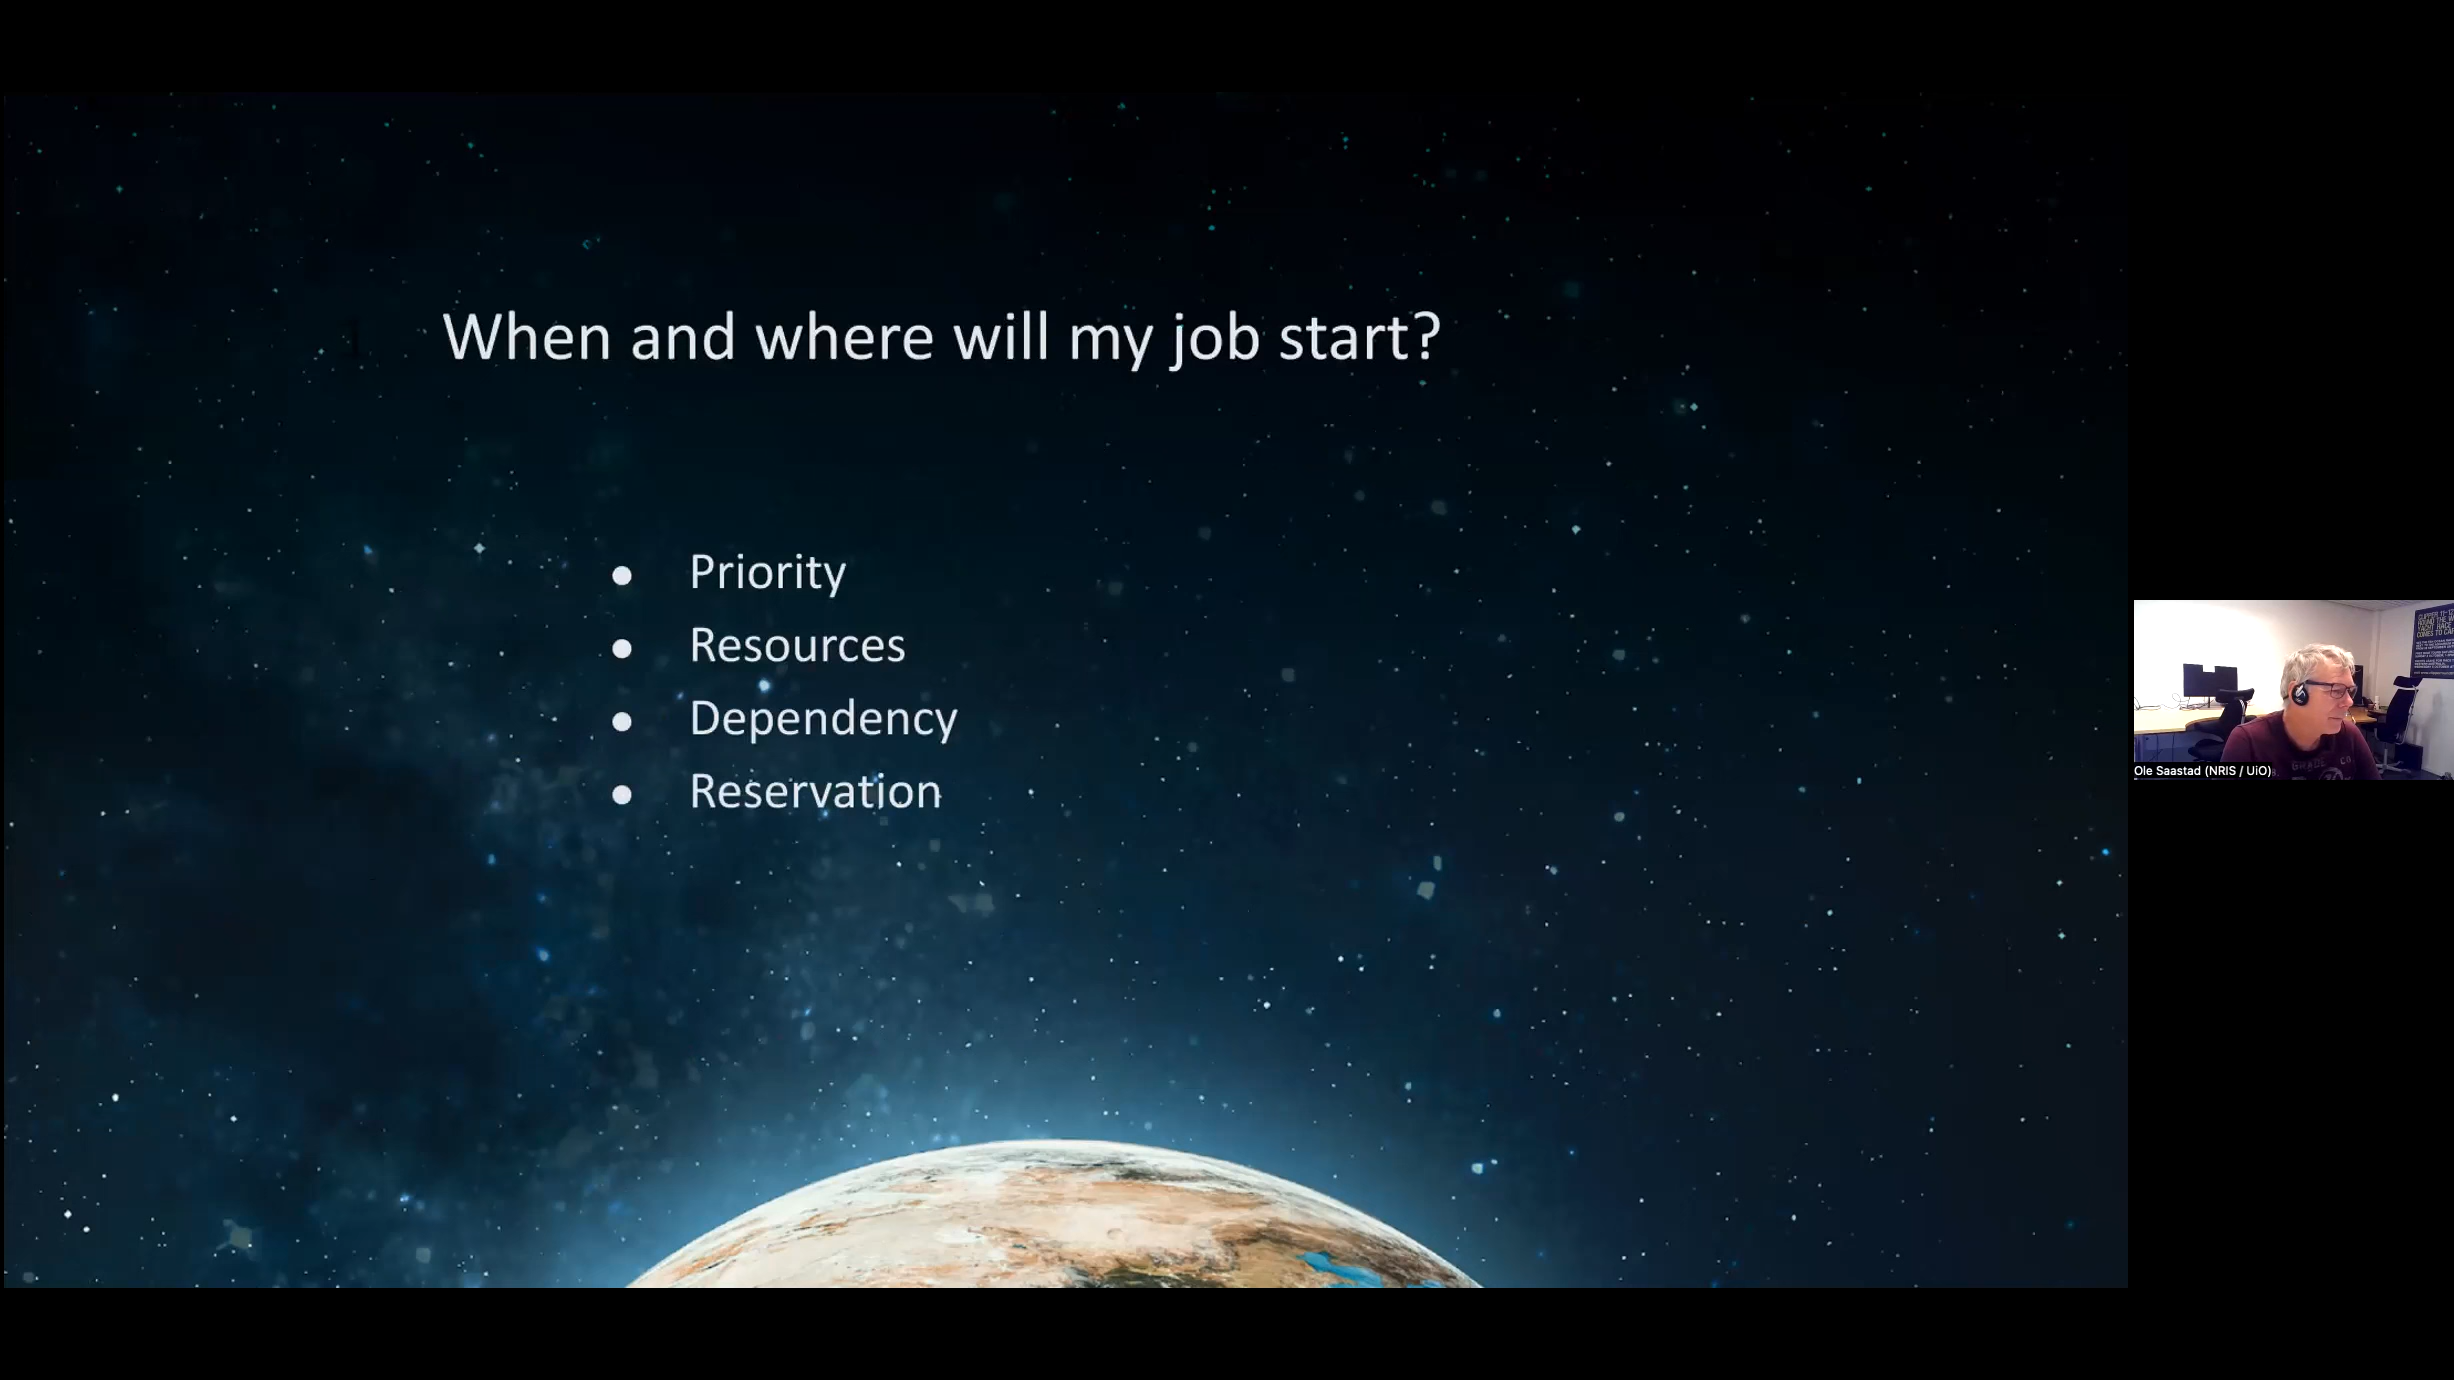 When and where will my job start?
● Priority
● Resources
● Dependency
● Reservation
Ole Saastad (NRIS / UiO)